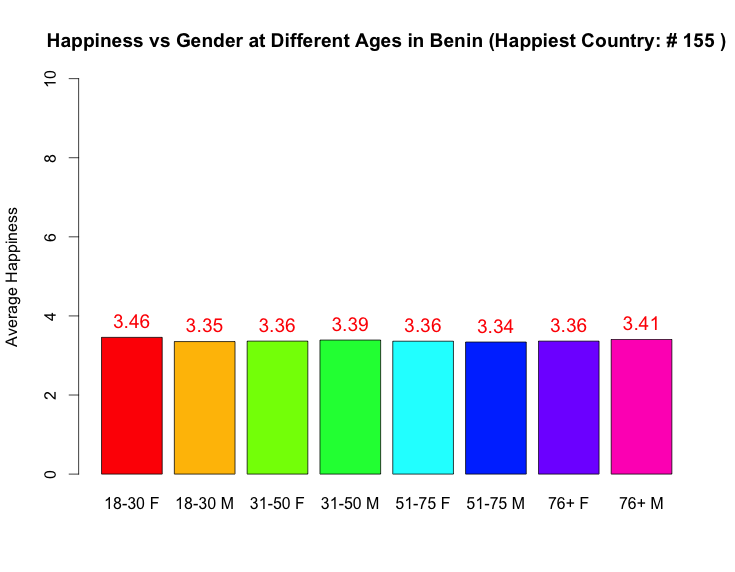 Happiness vs Gender at Different Ages in Benin (Happiest Country: # 155 )
Average Happiness
10
8
6
4
2
0
3.46 3.35 3.36 3.39 3.36 3.34 3.36 3.41
18-30 F 18-30 M 31-50 F 31-50 M 51-75 F 51-75 M 76+ F 76+ M